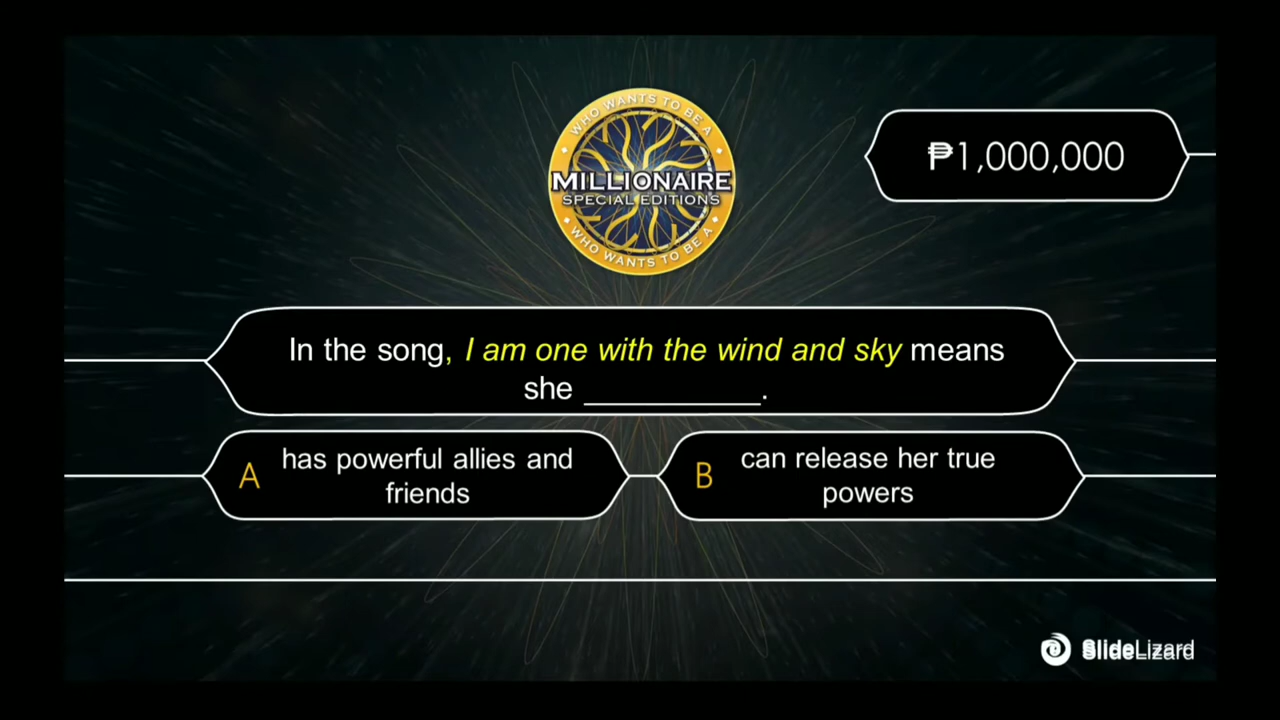 WHO WANTS TO BE A
MILLIONAIRE
SPECIAL EDITIONS
WHO WANTS TO BE A
₱1,000,000
In the song, I am one with the wind and sky means
she ___________.
A
has powerful allies and
friends
B
can release her true
powers
SlideLizard